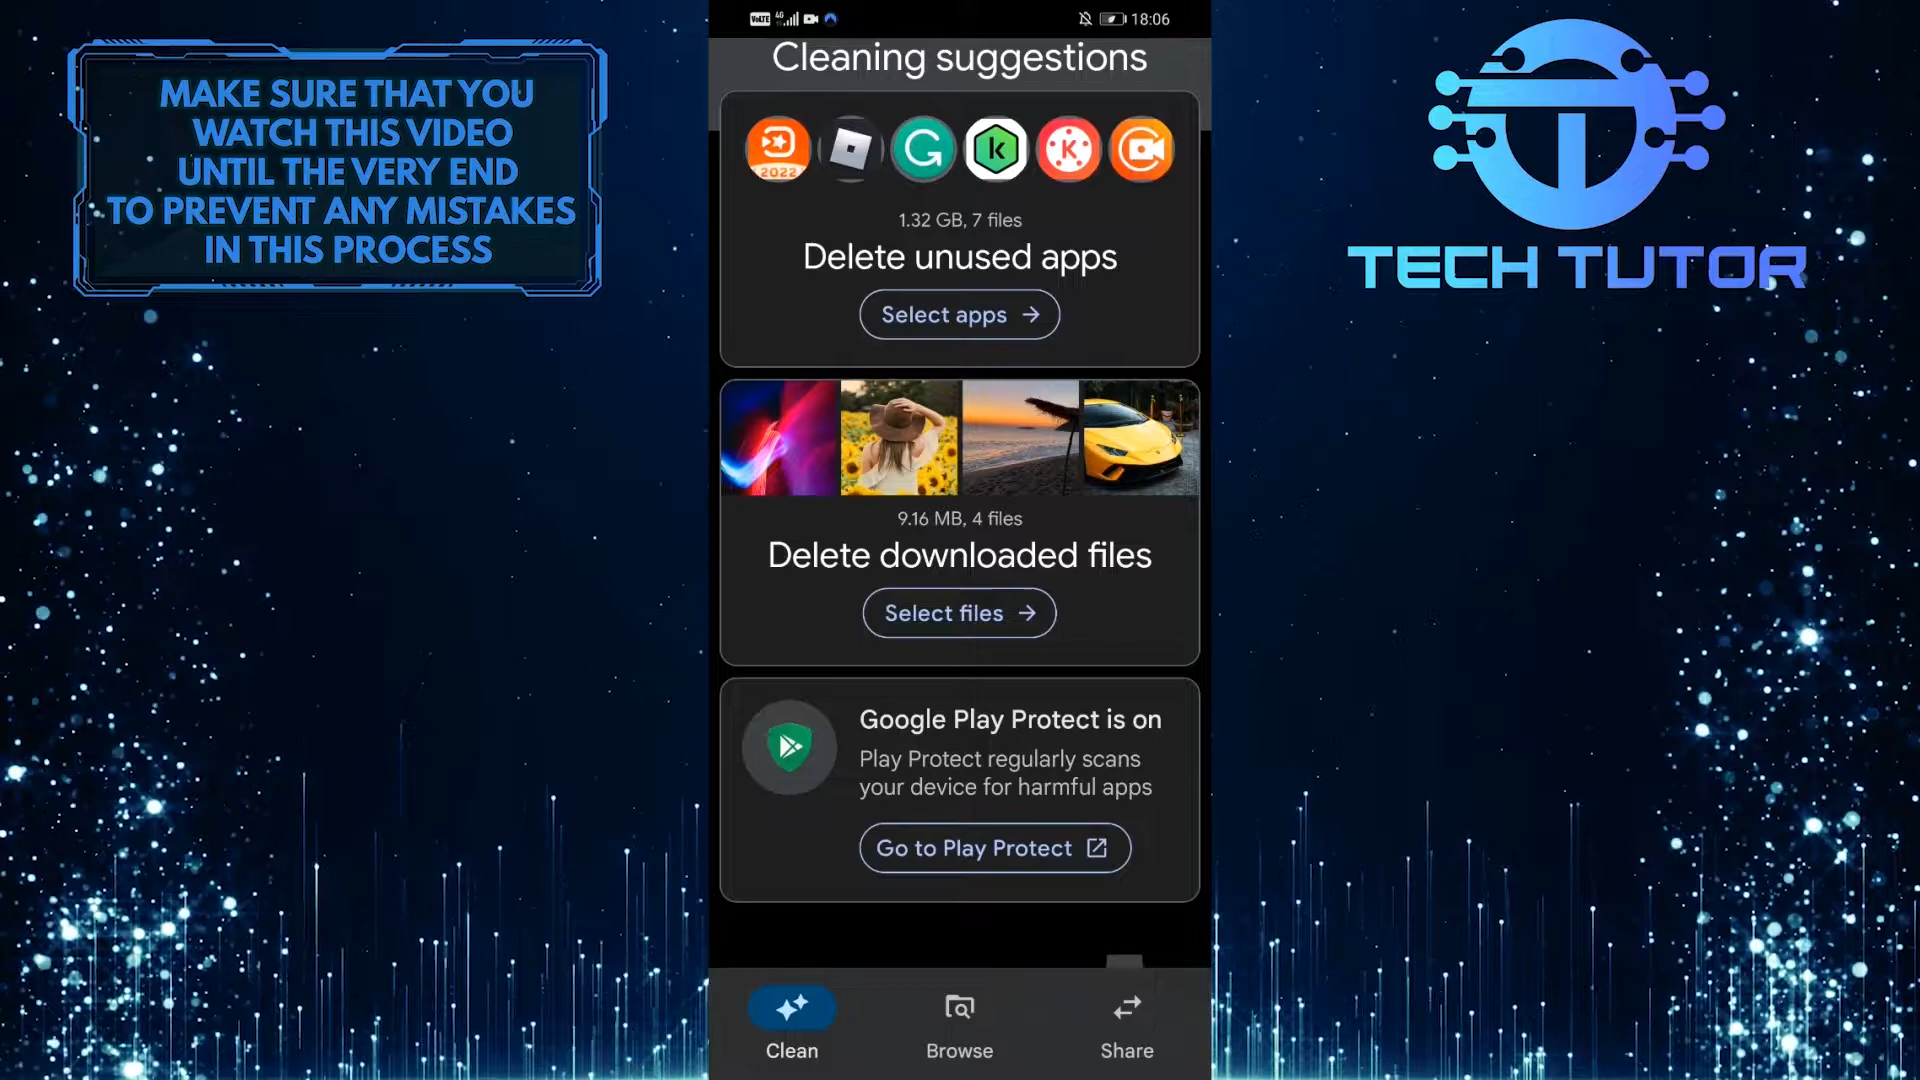 MAKE SURE THAT YOU
WATCH THIS VIDEO
UNTIL THE VERY END
TO PREVENT ANY MISTAKES
IN THIS PROCESS
VoLTE 4G 18:06
Cleaning suggestions
2022
1.32 GB, 7 files
Delete unused apps
Select apps
9.16 MB, 4 files
Delete downloaded files
Select files
Google Play Protect is on
Play Protect regularly scans
your device for harmful apps
Go to Play Protect
Clean Browse Share
TECH TUTOR